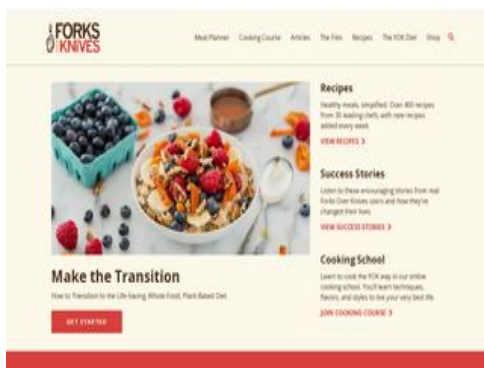 FORKS
KNIVES
Meal Planner Cooking Course Articles The Film Recipes The FOK Diet Shop
Recipes
Healthy meals, simplified. Over 400 recipes
from 35 leading chefs, with new recipes
added every week
VIEW RECIPES
Success Stories
Listen to these encouraging stories from real
Forks Over Knives users and how they've
changed their lives
VIEW SUCCESS STORIES
Make the Transition
How to Transition to the Life-Saving, Whole-Food, Plant-Based Diet
GET STARTED
Cooking School
Learn to cook the FOK way in our online
cooking school. You'll learn techniques,
flavors, and styles to live your very best life.
JOIN COOKING COURSE